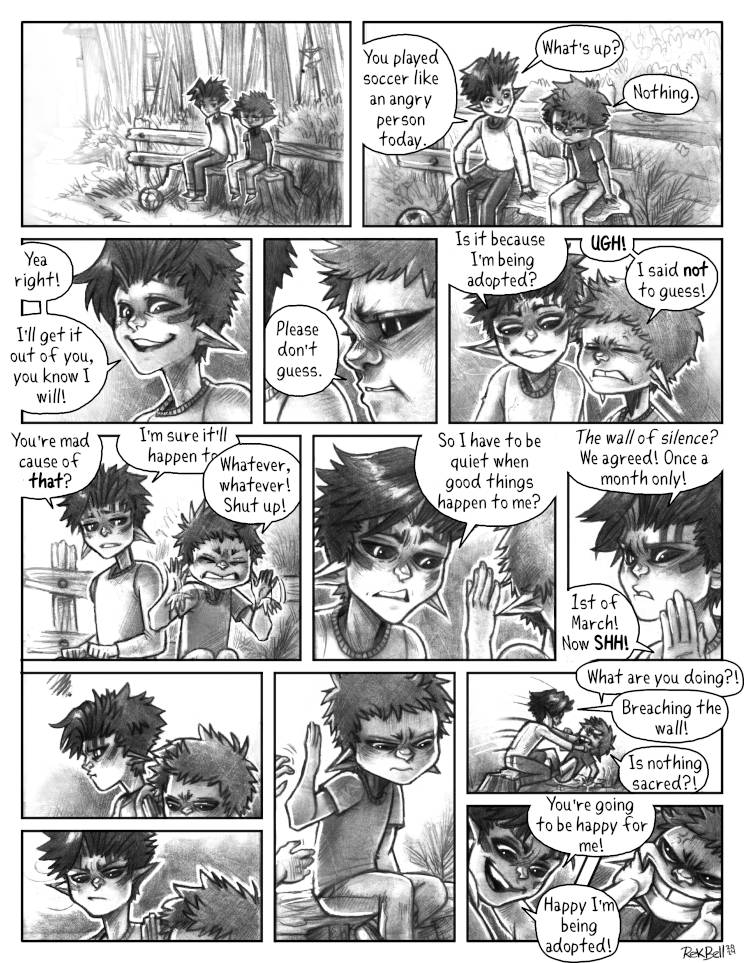 You played
soccer like
an angry
person
today.
What's up?
Nothing.
Yea
right!
I'll get it
out of you,
you know I
will!
Please
don't
guess.
Is it because
I'm being
adopted?
UGH!
I said not
to guess!
You're mad
cause of
that?
I'm sure it'll
happen to
Whatever,
whatever!
Shut up!
So I have to be
quiet when
good things
happen to me?
The wall of silence?
We agreed! Once a
month only!
1st of
March!
Now SHH!
What are you doing?!
Breaching the
wall!
Is nothing
sacred?!
You're going
to be happy for
me!
Happy I'm
being
adopted!
RekBell